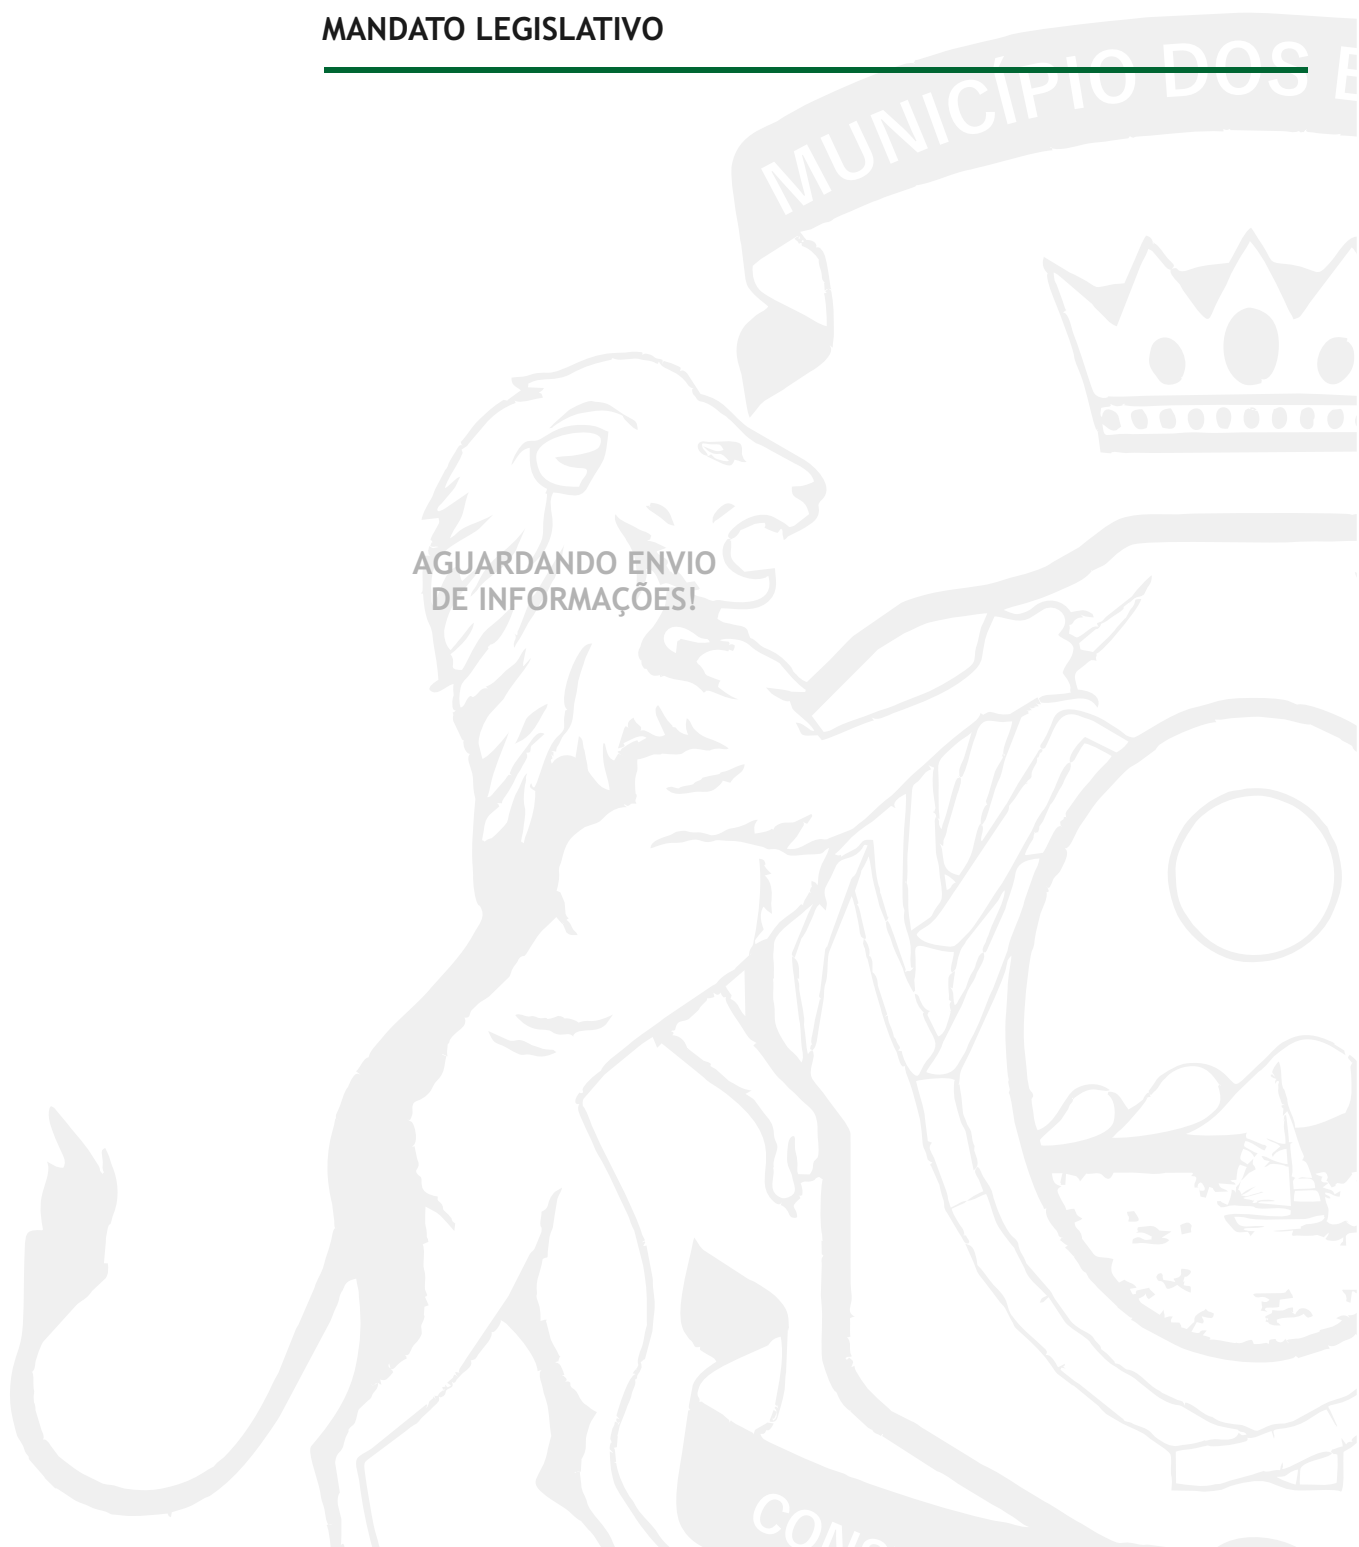 MANDATO LEGISLATIVO
MUNICÍPIO DOS
AGUARDANDO ENVIO
DE INFORMAÇÕES!